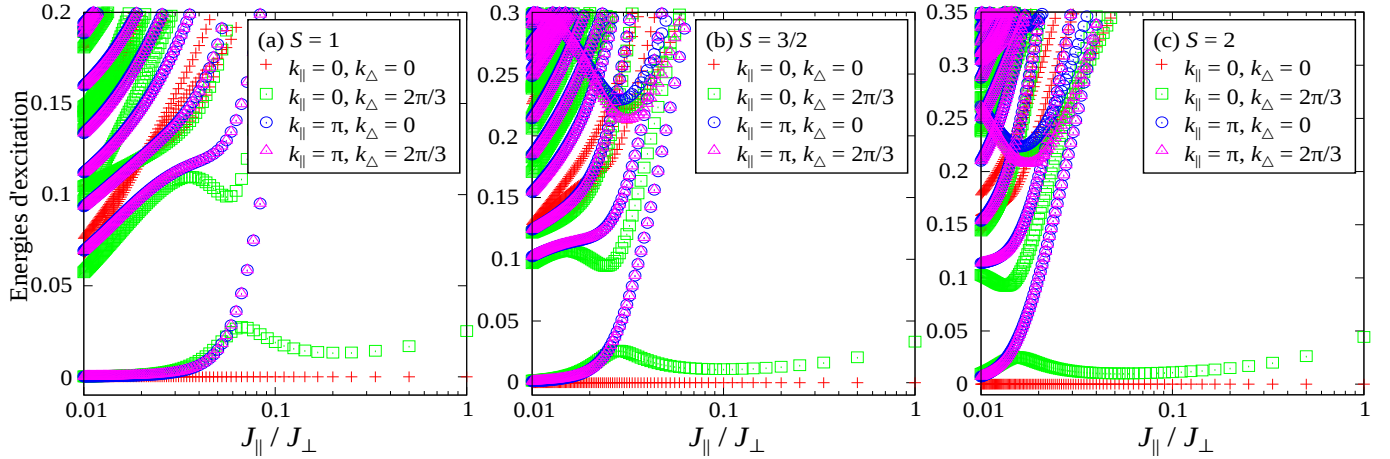 Energies d'excitation
0.2
0.15
0.1
0.05
0
0.01
0.1
1
J∥ / J⊥
(a) S = 1
k∥ = 0, k△ = 0
k∥ = 0, k△ = 2π/3
k∥ = π, k△ = 0
k∥ = π, k△ = 2π/3
0.3
0.25
0.2
0.15
0.1
0.05
0
0.01
0.1
1
J∥ / J⊥
(b) S = 3/2
k∥ = 0, k△ = 0
k∥ = 0, k△ = 2π/3
k∥ = π, k△ = 0
k∥ = π, k△ = 2π/3
0.35
0.3
0.25
0.2
0.15
0.1
0.05
0
0.01
0.1
1
J∥ / J⊥
(c) S = 2
k∥ = 0, k△ = 0
k∥ = 0, k△ = 2π/3
k∥ = π, k△ = 0
k∥ = π, k△ = 2π/3